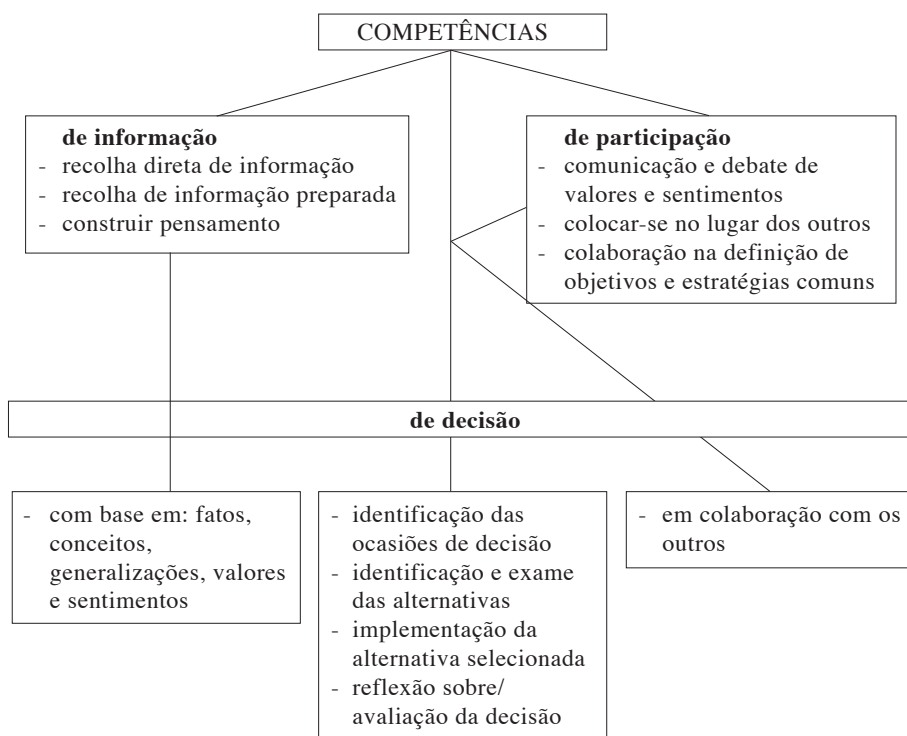 COMPETÊNCIAS
de informação
- recolha direta de informação
- recolha de informação preparada
- construir pensamento
de participação
- comunicação e debate de
valores e sentimentos
- colocar-se no lugar dos outros
- colaboração na definição de
objetivos e estratégias comuns
de decisão
- com base em: fatos,
conceitos,
generalizações, valores
e sentimentos
- identificação das
ocasiões de decisão
- identificação e exame
das alternativas
- implementação da
alternativa selecionada
- reflexão sobre/
avaliação da decisão
- em colaboração com os
outros